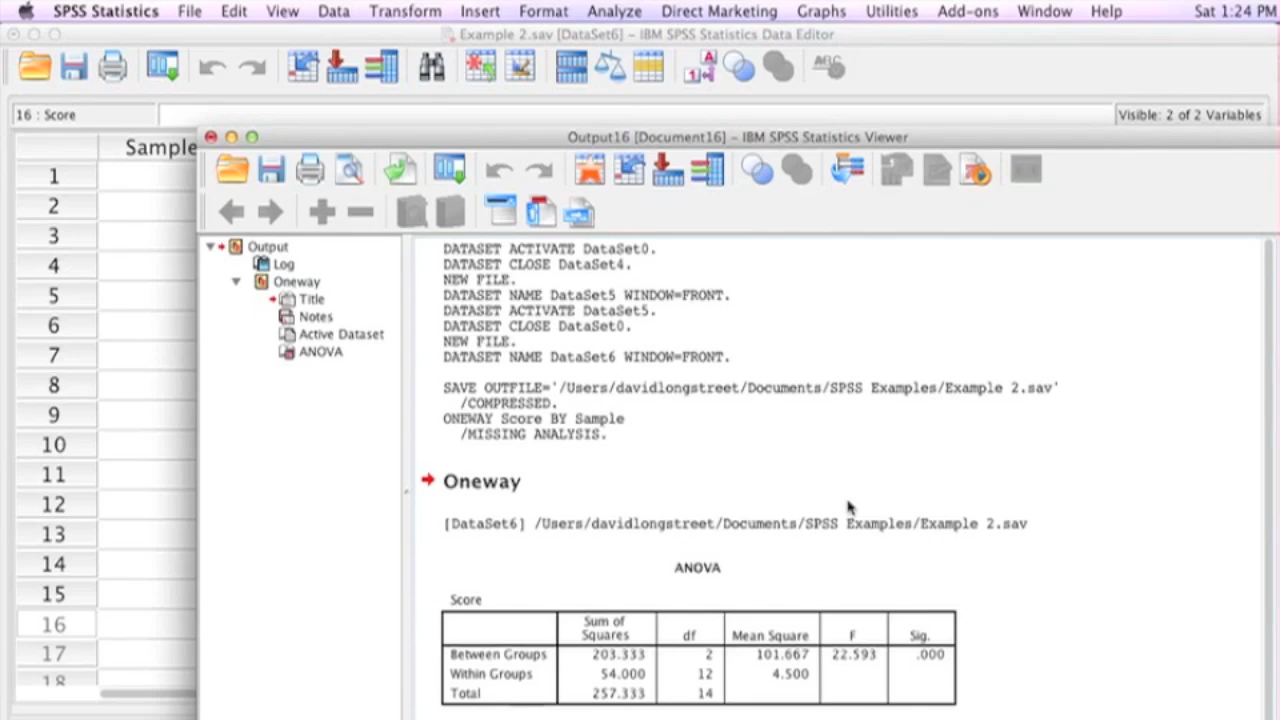 SPSS Statistics File Edit View Data Transform Insert Format Analyze Direct Marketing Graphs Utilities Add-ons Window Help Sat 1:24 PM
Example 2.sav [DataSet6] – IBM SPSS Statistics Data Editor
16 : Score
Visible: 2 of 2 Variables
Sample
1
2
3
4
5
6
7
8
9
10
11
12
13
14
15
16
17
18
Output16 [Document16] – IBM SPSS Statistics Viewer
Output
Log
Oneway
Title
Notes
Active Dataset
ANOVA
DATASET ACTIVATE DataSet0.
DATASET CLOSE DataSet4.
NEW FILE.
DATASET NAME DataSet5 WINDOW=FRONT.
DATASET ACTIVATE DataSet5.
DATASET CLOSE DataSet0.
NEW FILE.
DATASET NAME DataSet6 WINDOW=FRONT.
SAVE OUTFILE='/Users/davidlongstreet/Documents/SPSS Examples/Example 2.sav'
/COMPRESSED.
ONEWAY Score BY Sample
/MISSING ANALYSIS.
Oneway
[DataSet6] /Users/davidlongstreet/Documents/SPSS Examples/Example 2.sav
ANOVA
Score
Sum of Squares df Mean Square F Sig.
Between Groups 203.333 2 101.667 22.593 .000
Within Groups 54.000 12 4.500
Total 257.333 14